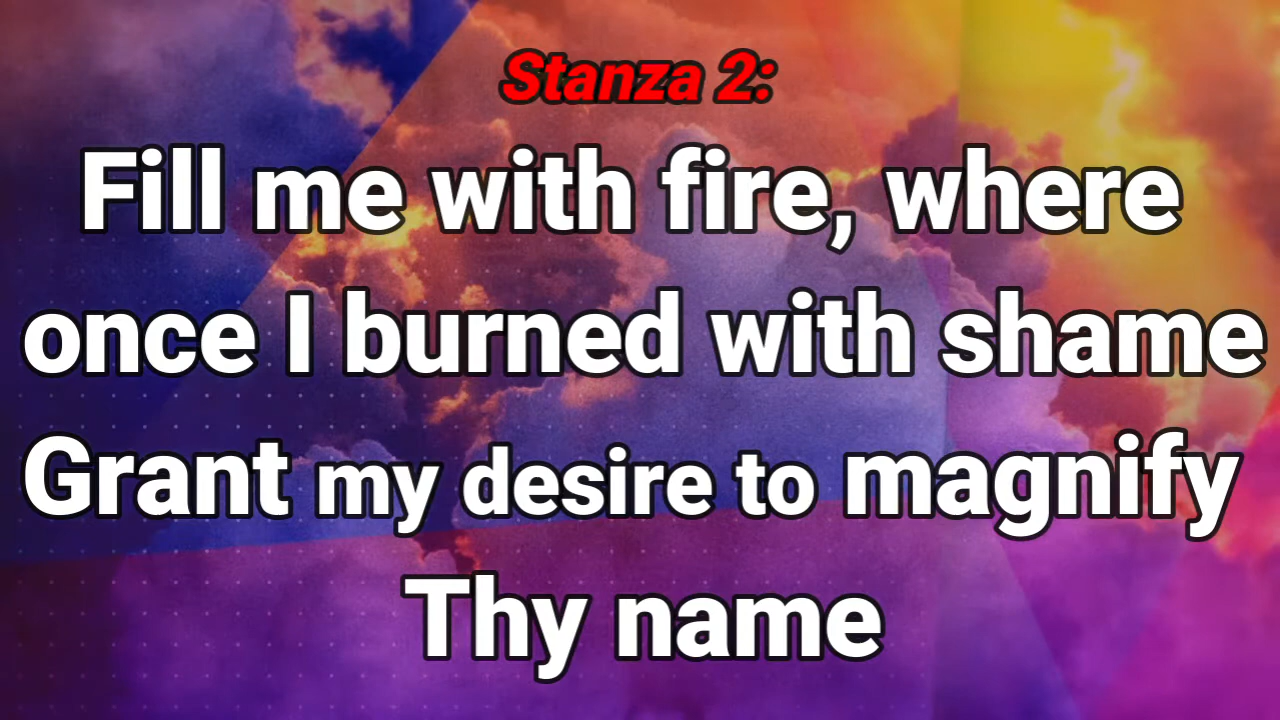 Stanza 2:
Fill me with fire, where
once I burned with shame
Grant my desire to magnify
Thy name